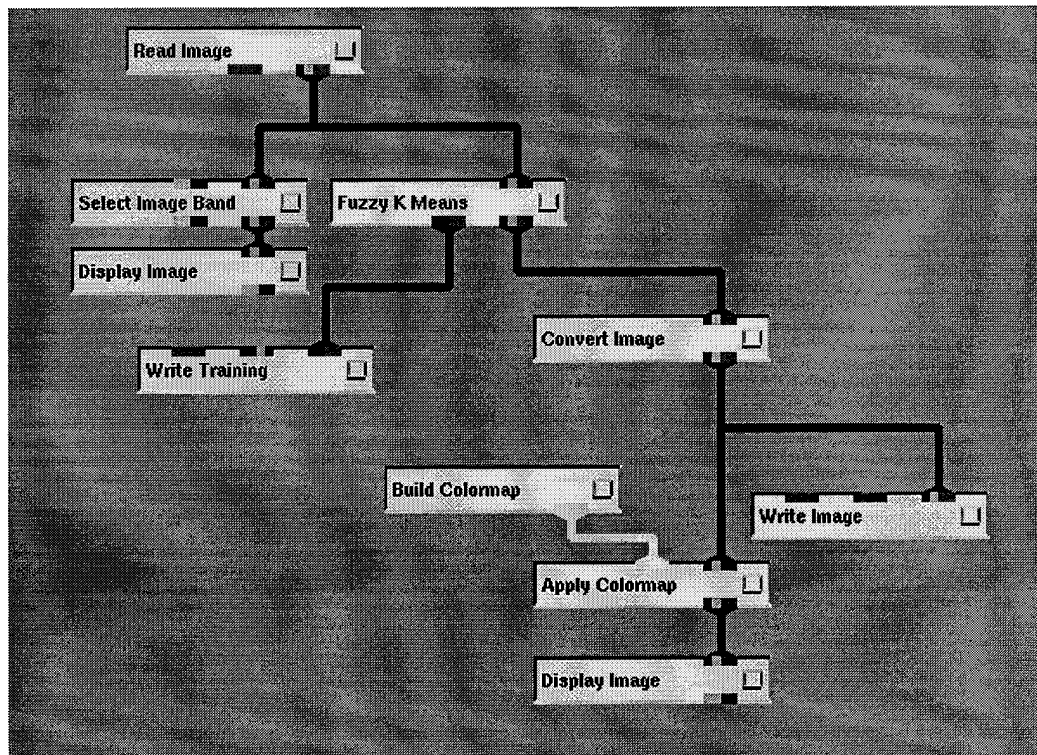 Read Image
Select Image Band
Fuzzy K Means
Display Image
Convert Image
Write Training
Build Colormap
Write Image
Apply Colormap
Display Image